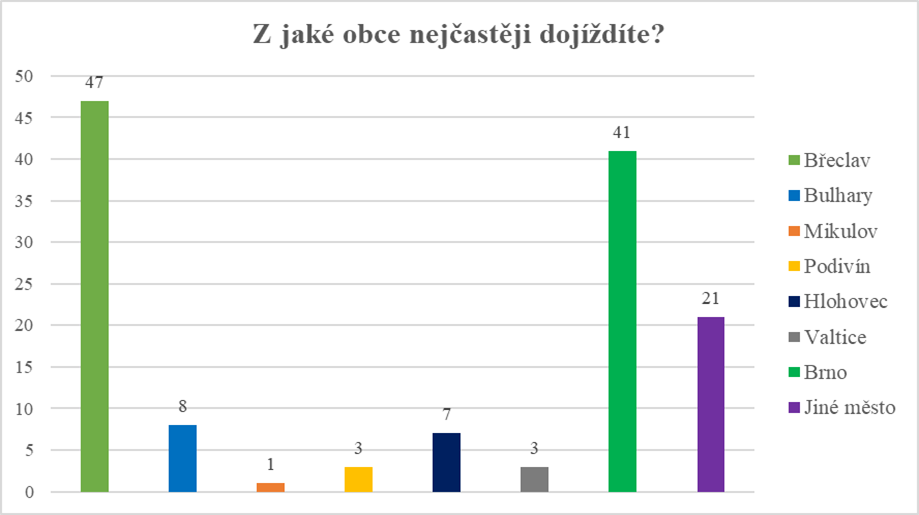 Z jaké obce nejčastěji dojíždíte?
50
45
40
35
30
25
20
15
10
5
0
47
8
1
3
7
3
41
21
Břeclav
Bulhary
Mikulov
Podivín
Hlohovec
Valtice
Brno
Jiné město